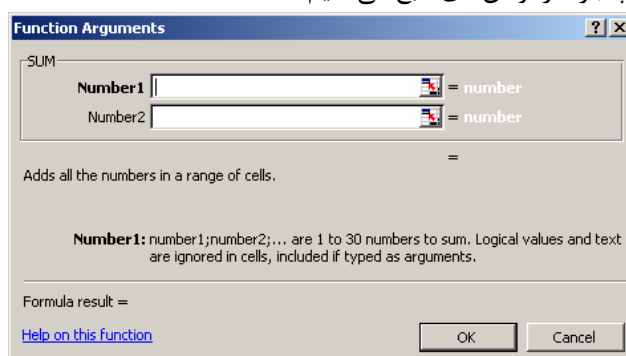 Function Arguments
SUM
Number1 = number
Number2 = number
=
Adds all the numbers in a range of cells.
Number1: number1;number2;... are 1 to 30 numbers to sum. Logical values and text
are ignored in cells, included if typed as arguments.
Formula result =
Help on this function
OK Cancel